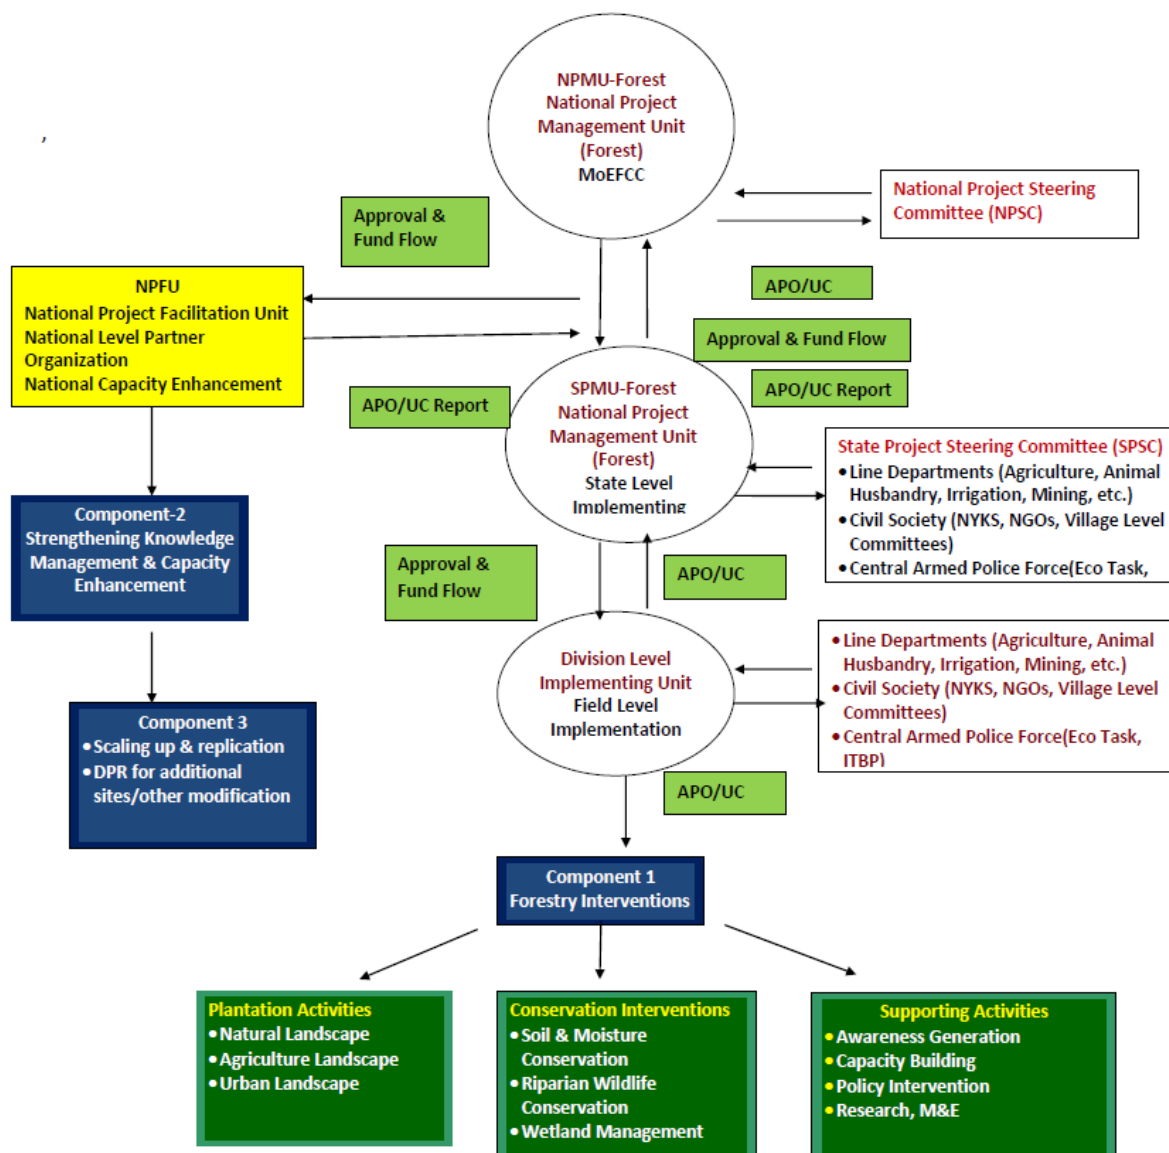 NPMU-Forest
National Project
Management Unit
(Forest)
MoEFCC
,
National Project Steering
Committee (NPSC)
Approval &
Fund Flow
NPFU
National Project Facilitation Unit
National Level Partner
Organization
National Capacity Enhancement
APO/UC
Approval & Fund Flow
APO/UC Report
APO/UC Report
SPMU-Forest
National Project
Management Unit
(Forest)
State Level
Implementing
State Project Steering Committee (SPSC)
•Line Departments (Agriculture, Animal
Husbandry, Irrigation, Mining, etc.)
•Civil Society (NYKS, NGOs, Village Level
Committees)
•Central Armed Police Force(Eco Task,
Component-2
Strengthening Knowledge
Management & Capacity
Enhancement
Approval &
Fund Flow
APO/UC
Division Level
Implementing Unit
Field Level
Implementation
•Line Departments (Agriculture, Animal
Husbandry, Irrigation, Mining, etc.)
•Civil Society (NYKS, NGOs, Village Level
Committees)
•Central Armed Police Force(Eco Task,
ITBP)
Component 3
•Scaling up & replication
•DPR for additional
sites/other modification
APO/UC
Component 1
Forestry Interventions
Plantation Activities
•Natural Landscape
•Agriculture Landscape
•Urban Landscape
Conservation Interventions
•Soil & Moisture
Conservation
•Riparian Wildlife
Conservation
•Wetland Management
Supporting Activities
•Awareness Generation
•Capacity Building
•Policy Intervention
•Research, M&E